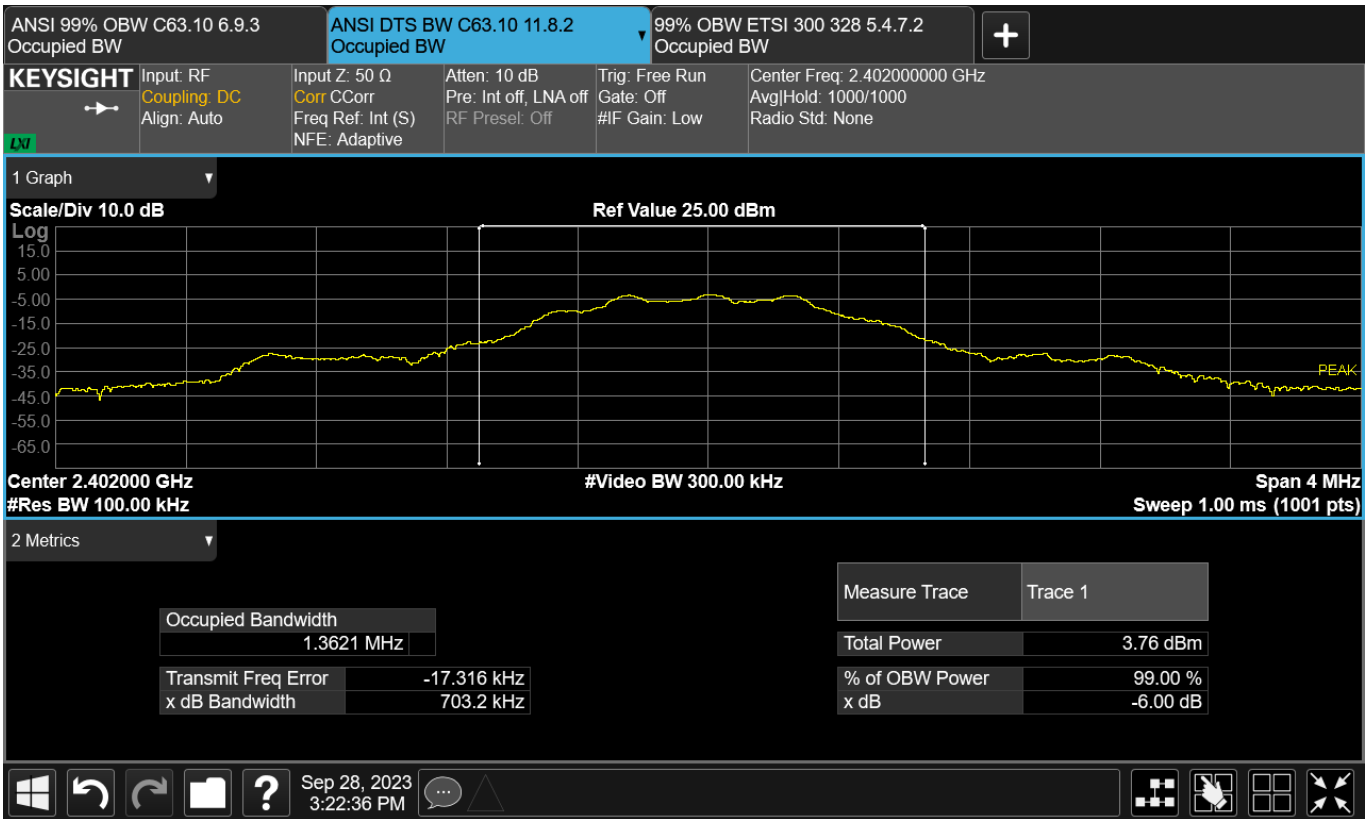 ANSI 99% OBW C63.10 6.9.3
Occupied BW
ANSI DTS BW C63.10 11.8.2
Occupied BW
99% OBW ETSI 300 328 5.4.7.2
Occupied BW
KEYSIGHT
LXI
Input: RF
Coupling: DC
Align: Auto
Input Z: 50 Ω
Corr CCorr
Freq Ref: Int (S)
NFE: Adaptive
Atten: 10 dB
Pre: Int off, LNA off
RF Presel: Off
Trig: Free Run
Gate: Off
#IF Gain: Low
Center Freq: 2.402000000 GHz
Avg|Hold: 1000/1000
Radio Std: None
1 Graph
Scale/Div 10.0 dB
Ref Value 25.00 dBm
Log
15.0
5.00
-5.00
-15.0
-25.0
-35.0
-45.0
-55.0
-65.0
PEAK
Center 2.402000 GHz
#Video BW 300.00 kHz
Span 4 MHz
#Res BW 100.00 kHz
Sweep 1.00 ms (1001 pts)
2 Metrics
Occupied Bandwidth
1.3621 MHz
Transmit Freq Error -17.316 kHz
x dB Bandwidth 703.2 kHz
Measure Trace Trace 1
Total Power 3.76 dBm
% of OBW Power 99.00 %
x dB -6.00 dB
Sep 28, 2023
3:22:36 PM